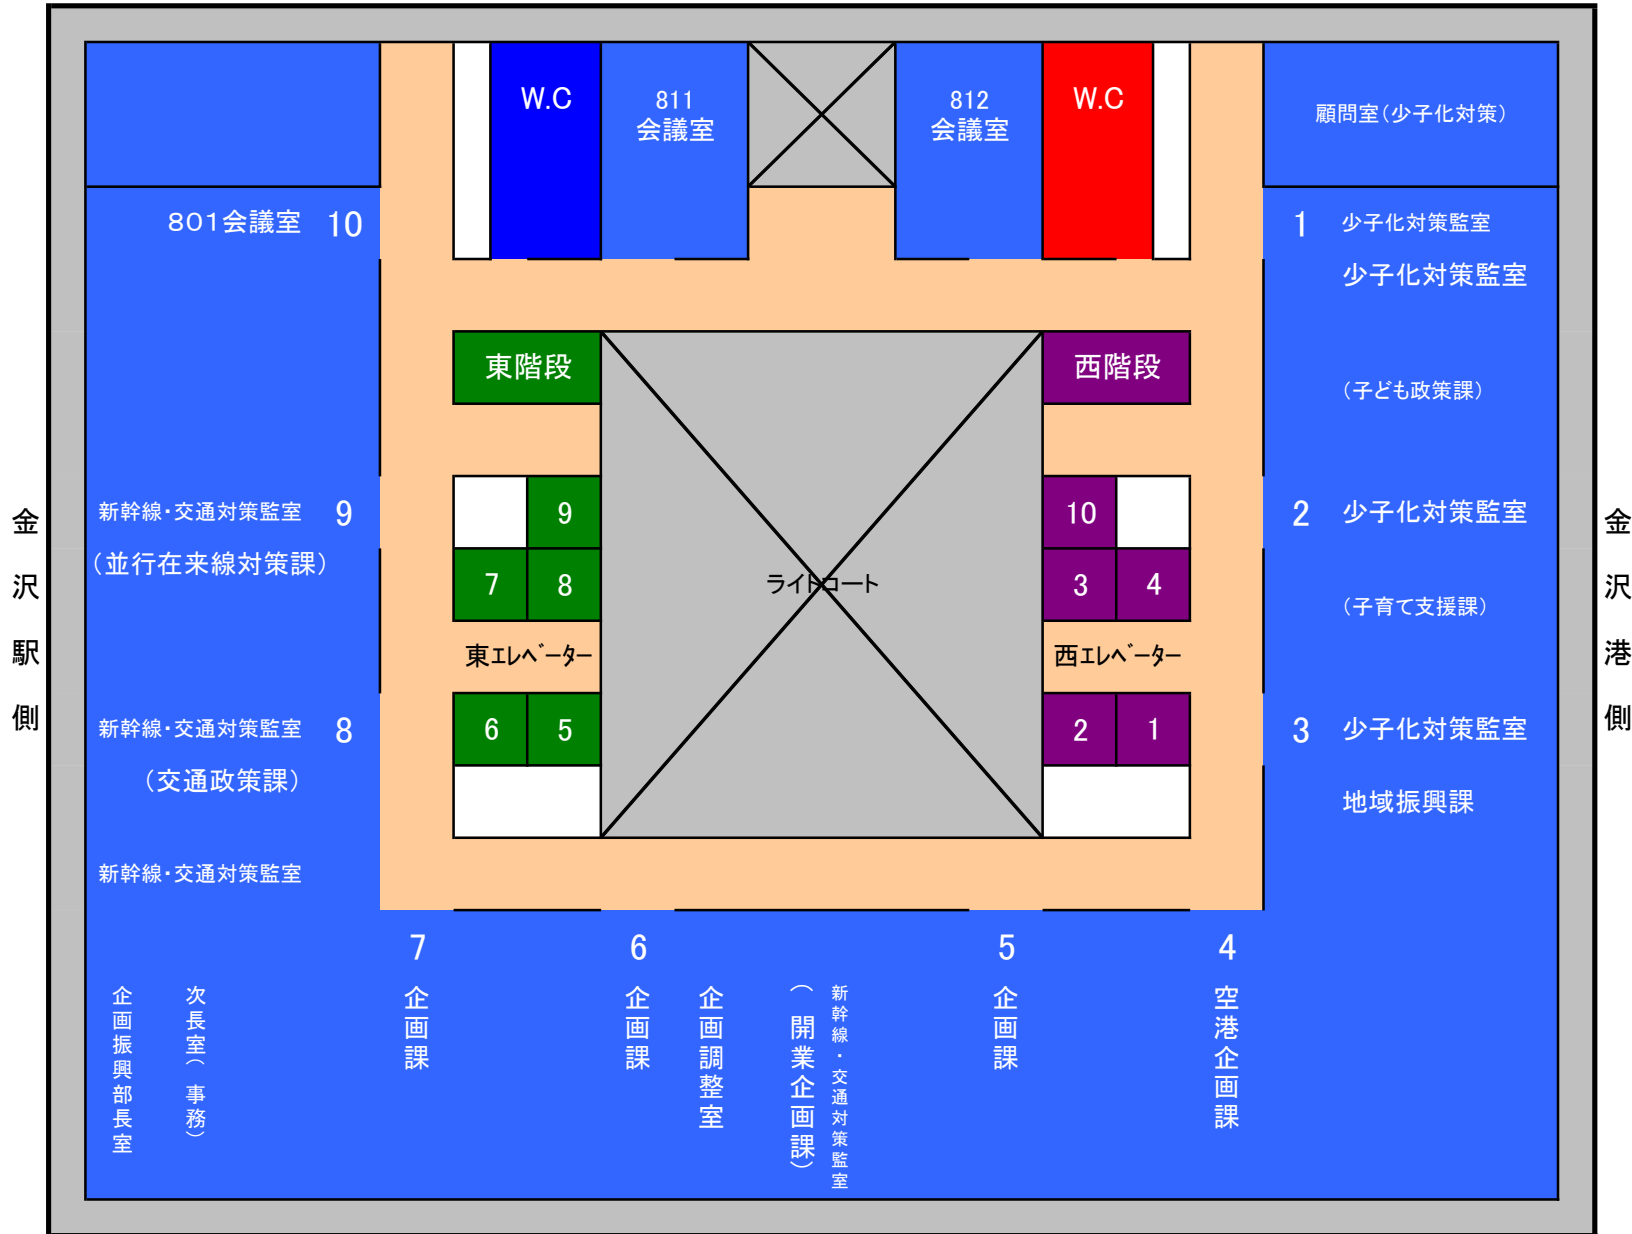 W.C
811
会議室
812
会議室
W.C
顧問室(少子化対策)
801会議室 10
1 少子化対策監室
少子化対策監室
東階段
西階段
(子ども政策課)
金沢駅側
新幹線・交通対策監室 9
(並行在来線対策課)
9
7 8
東エレベーター
6 5
ライトコート
10
3 4
西エレベーター
2 1
2 少子化対策監室
(子育て支援課)
金沢港側
新幹線・交通対策監室 8
(交通政策課)
3 少子化対策監室
地域振興課
新幹線・交通対策監室
企画振興部長室
次長室(事務)
7
企画課
6
企画課
企画調整室
(開業企画課)
新幹線・交通対策監室
5
企画課
4
空港企画課